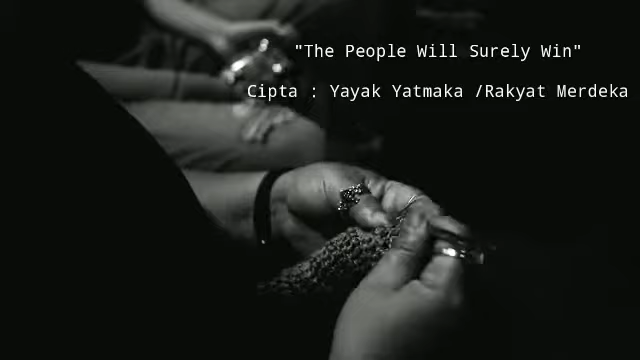 "The People Will Surely Win"
Cipta : Yayak Yatmaka /Rakyat Merdeka